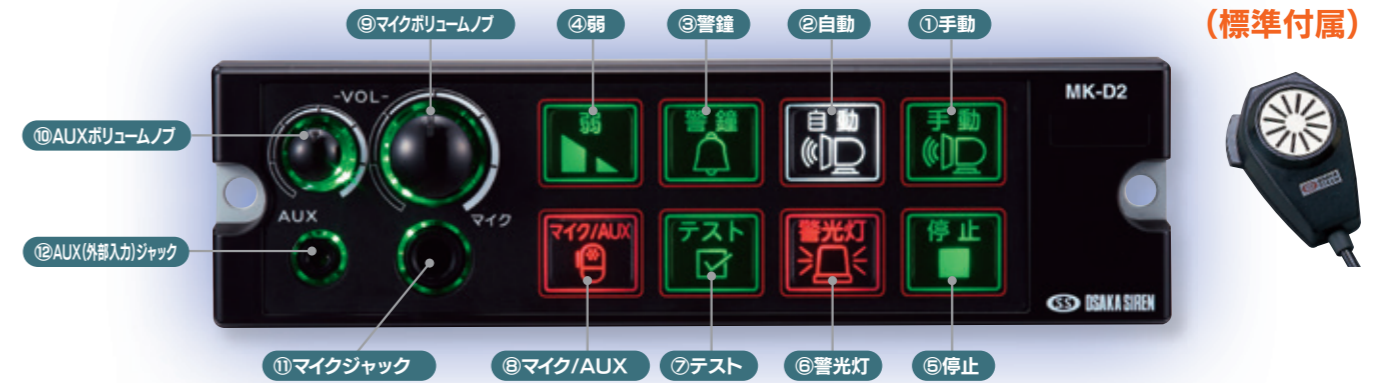 ⑨マイクボリュームノブ
④弱
③警鐘
②自動
①手動
(標準付属)
-VOL-
MK-D2
弱
警鐘
自動
手動
⑩AUXボリュームノブ
AUX
マイク
マイク/AUX
テスト
警光灯
停止
⑫AUX(外部入力)ジャック
SS OSAKA SIREN
⑪マイクジャック
⑧マイク/AUX
⑦テスト
⑥警光灯
⑤停止